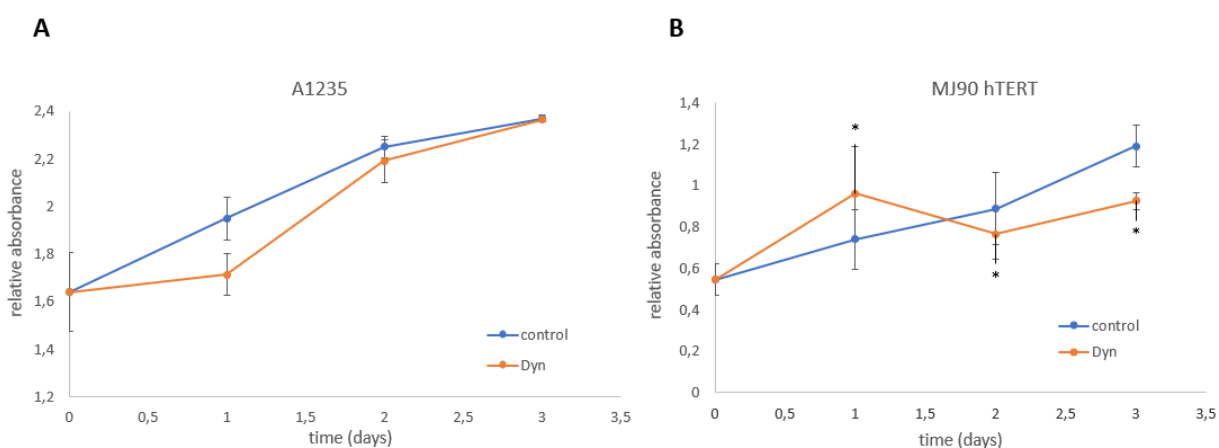 A
A1235
relative absorbance
2,4
2,2
2
1,8
1,6
1,4
1,2
0 0,5 1 1,5 2 2,5 3 3,5
time (days)
control
Dyn
B
MJ90 hTERT
relative absorbance
1,4
1,2
1
0,8
0,6
0,4
0,2
0
*
*
*
0 0,5 1 1,5 2 2,5 3 3,5
time (days)
control
Dyn